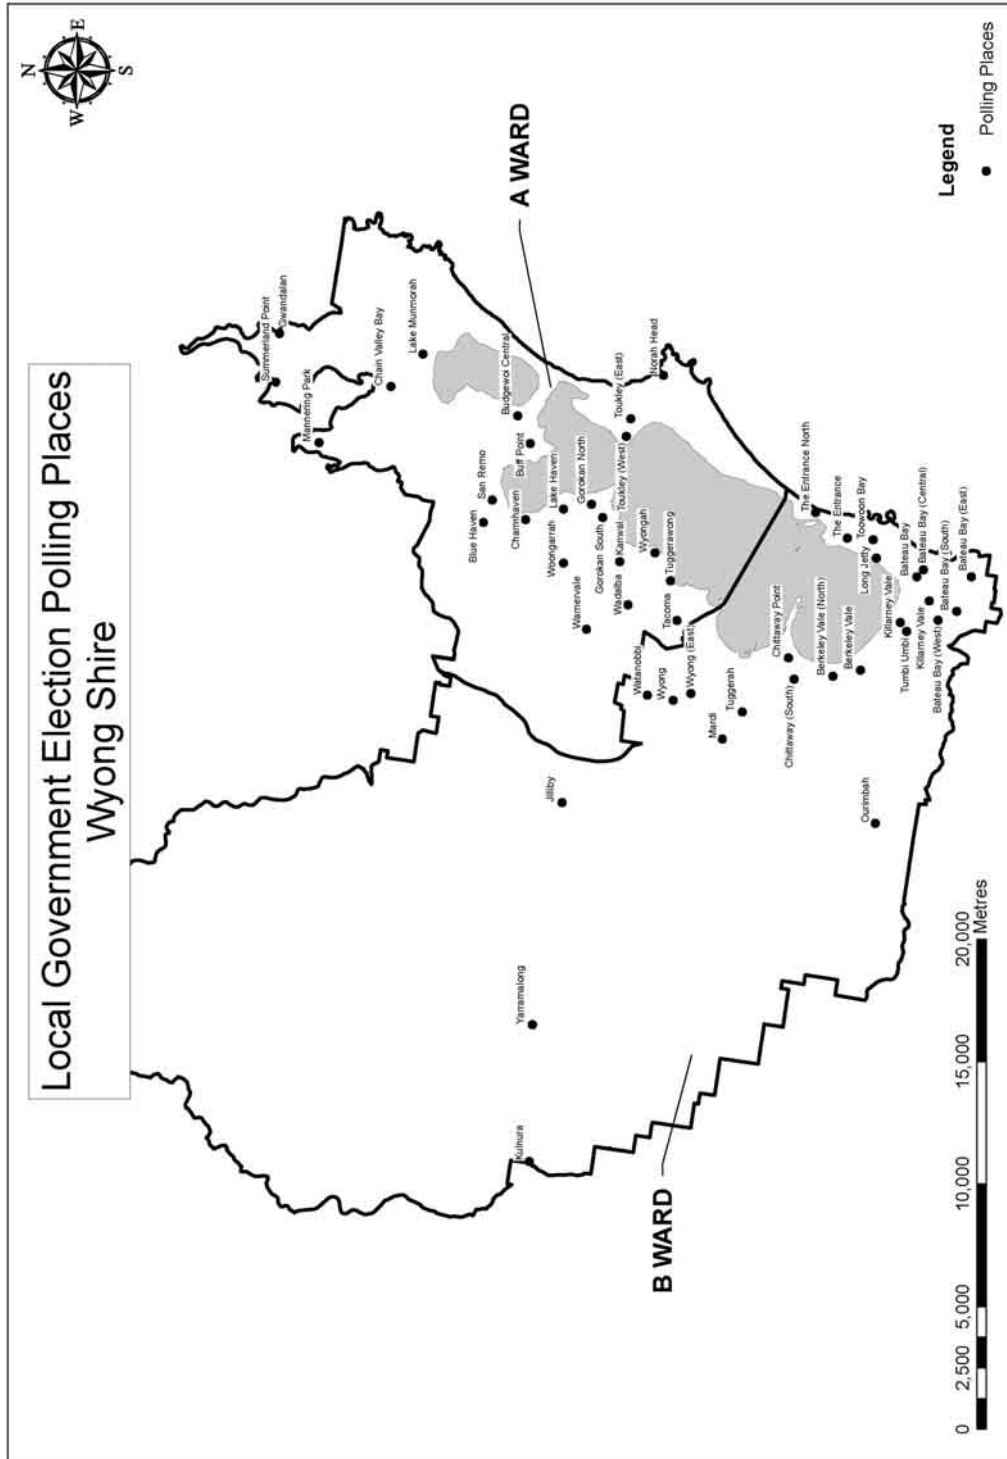 Local Government Election Polling Places
Wyong Shire
N
W
E
S
A WARD
B WARD
Summerland Point
Gwandalan
Mannering Park
Chain Valley Bay
Lake Munmorah
Blue Haven
San Remo
Budgewoi Central
Charmhaven
Buff Point
Woongarrah
Lake Haven
Gorokan North
Warnervale
Gorokan South
Kanwal
Toukley (West)
Toukley (East)
Wadalba
Wyongah
Norah Head
Tuggerawong
Tacoma
Watanobbi
Wyong
Wyong (East)
Jilliby
Yarramalong
Kulnura
Mardi
Tuggerah
Chittaway Point
Chittaway (South)
The Entrance North
Berkeley Vale (North)
Berkeley Vale
The Entrance
Toowoon Bay
Long Jetty
Ourimbah
Killarney Vale
Tumbi Umbi
Killarney Vale
Bateau Bay
Bateau Bay (Central)
Bateau Bay (West)
Bateau Bay (South)
Bateau Bay (East)
Legend
Polling Places
0 2,500 5,000 10,000 15,000 20,000
Metres